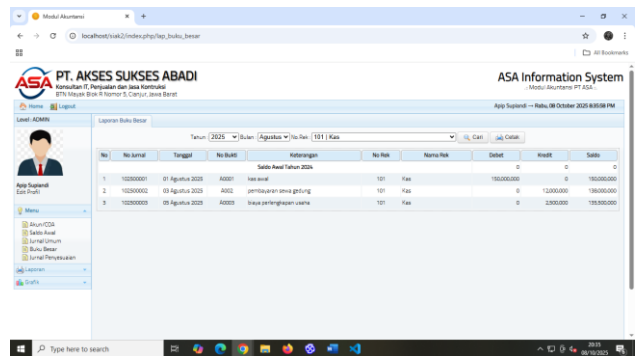 Modul Akuntansi
localhost/siak2/index.php/lap_buku_besar
All Bookmarks
ASA
PT. AKSES SUKSES ABADI
Konsultan IT, Penjualan dan Jasa Kontruksi
BTN Mayak Blok R Nomor 5, Cianjur, Jawa Barat
ASA Information System
.: Modul Akuntansi PT ASA :.
Home Logout
Apip Supiandi -- Rabu, 08 October 2025 8:35:58 PM
Level : ADMIN
Apip Supiandi
Edit Profil
Menu
Akun/COA
Saldo Awal
Jurnal Umum
Buku Besar
Jurnal Penyesuaian
Laporan
Grafik
Laporan Buku Besar
Tahun : 2025 Bulan : Agustus No Rek : 101 | Kas Cari Cetak
No No Jurnal Tanggal No Bukti Keterangan No Rek Nama Rek Debet Kredit Saldo
Saldo Awal Tahun 2024 0 0 0
1 102500001 01 Agustus 2025 A0001 kas awal 101 Kas 150,000,000 0 150,000,000
2 102500002 03 Agustus 2025 A002 pembayaran sewa gedung 101 Kas 0 12,000,000 138,000,000
3 102500003 05 Agustus 2025 A0003 biaya perlengkapan usaha 101 Kas 0 2,500,000 135,500,000
Type here to search
20:35
08/10/2025